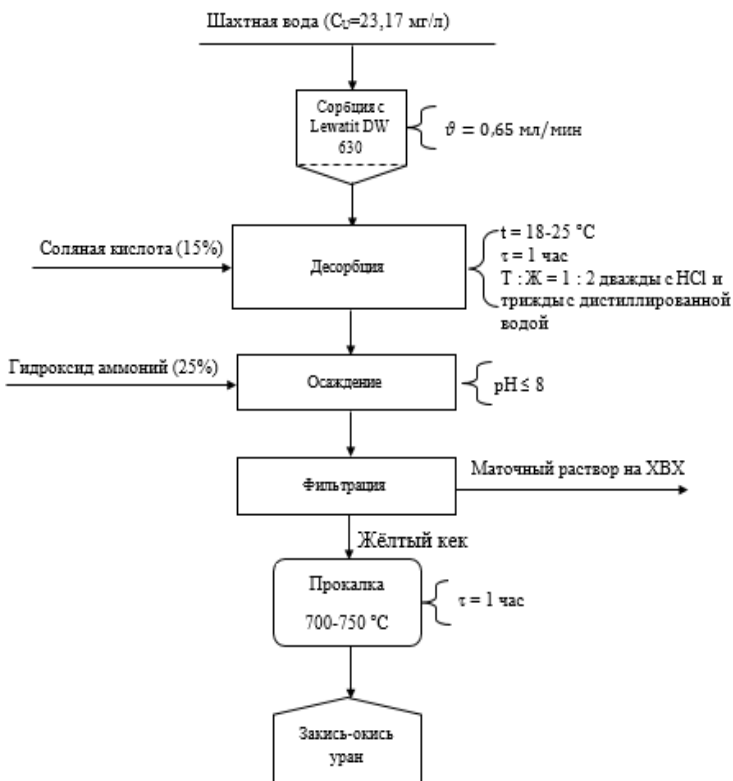 Шахтная вода (CU=23,17 мг/л)
Сорбция с
Lewatit DW
630
𝜗 = 0,65 мл/мин
Соляная кислота (15%)
Десорбция
t = 18-25 °C
τ = 1 час
Т : Ж = 1 : 2 дважды с HCl и
трижды с дистиллированной
водой
Гидроксид аммоний (25%)
Осаждение
pH ≤ 8
Фильтрация
Маточный раствор на ХВХ
Жёлтый кек
Прокалка
700-750 °C
τ = 1 час
Закись-окись
уран